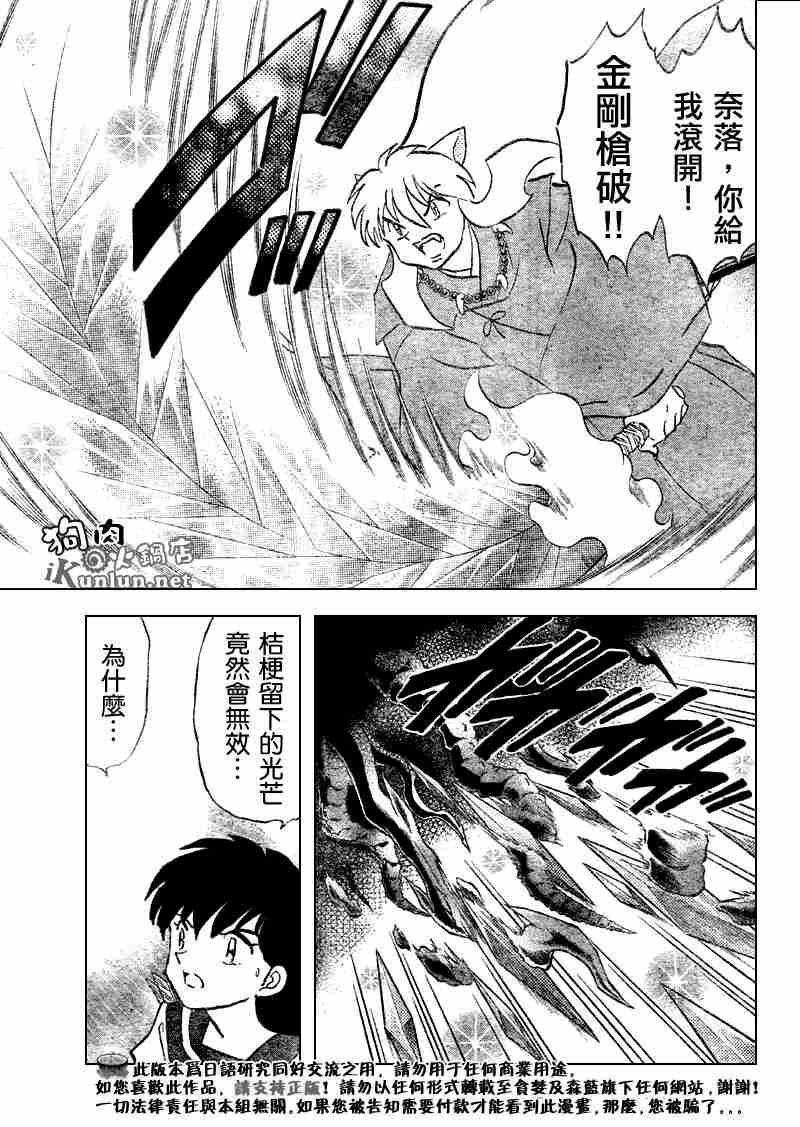 奈落，你給
我滾開！
金剛槍破!!
狗肉
火鍋店
iKunlun.net
ガガガ
桔梗留下的光芒
竟然會無效…
為什麼…
此版本爲日語研究同好交流之用，請勿用于任何商業用途。
如您喜歡此作品，請支持正版！請勿以任何形式轉載至貪婪及森藍旗下任何網站，謝謝！
一切法律責任與本組無關，如果您被告知需要付款才能看到此漫畫，那麼，您被騙了...